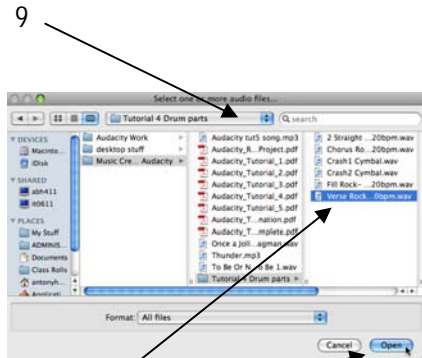 9
Select one or more audio files...
Tutorial 4 Drum parts
search
DEVICES
Macinto...
iDisk
SHARED
abh411
it0611
PLACES
My Stuff
ADMINIS...
Documents
Class Rolls
antonyh...
Applicati
Audacity Work
desktop stuff
Music Cre... Audacity
Audacity tut5 song.mp3
Audacity_R...Project.pdf
Audacity_Tutorial_1.pdf
Audacity_Tutorial_2.pdf
Audacity_Tutorial_3.pdf
Audacity_Tutorial_4.pdf
Audacity_Tutorial_5.pdf
Audacity_T...nation.pdf
Audacity_T...mplete.pdf
Once a Joll...agman.wav
Thunder.mp3
To Be Or N...o Be 1.wav
Tutorial 4 Drum parts
2 Straight ...20bpm.wav
Chorus Ro...20bpm.wav
Crash1 Cymbal.wav
Crash2 Cymbal.wav
Fill Rock- ...20bpm.wav
Verse Rock...0bpm.wav
Format: All files
Cancel
Open